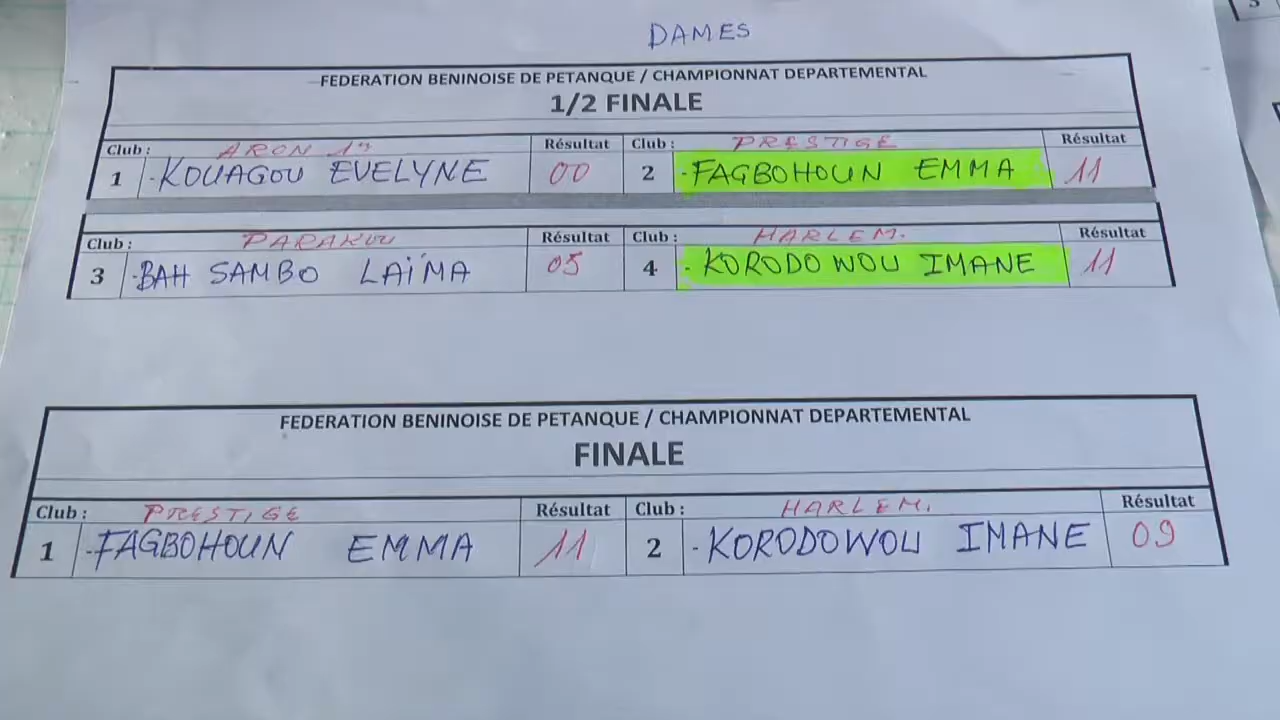 DAMES
FEDERATION BENINOISE DE PETANQUE / CHAMPIONNAT DEPARTEMENTAL
1/2 FINALE
Club : ARON Résultat Club : PRESTIGE Résultat
1 - KOUAGOU EVELYNE 00 2 - FAGBOHOUN EMMA 11
Club : PARAKOU Résultat Club : HARLEM. Résultat
3 - BAH SAMBO LAÏMA 05 4 - KORODOWOU IMANE 11
FEDERATION BENINOISE DE PETANQUE / CHAMPIONNAT DEPARTEMENTAL
FINALE
Club : PRESTIGE Résultat Club : HARLEM. Résultat
1 - FAGBOHOUN EMMA 11 2 - KORODOWOU IMANE 09